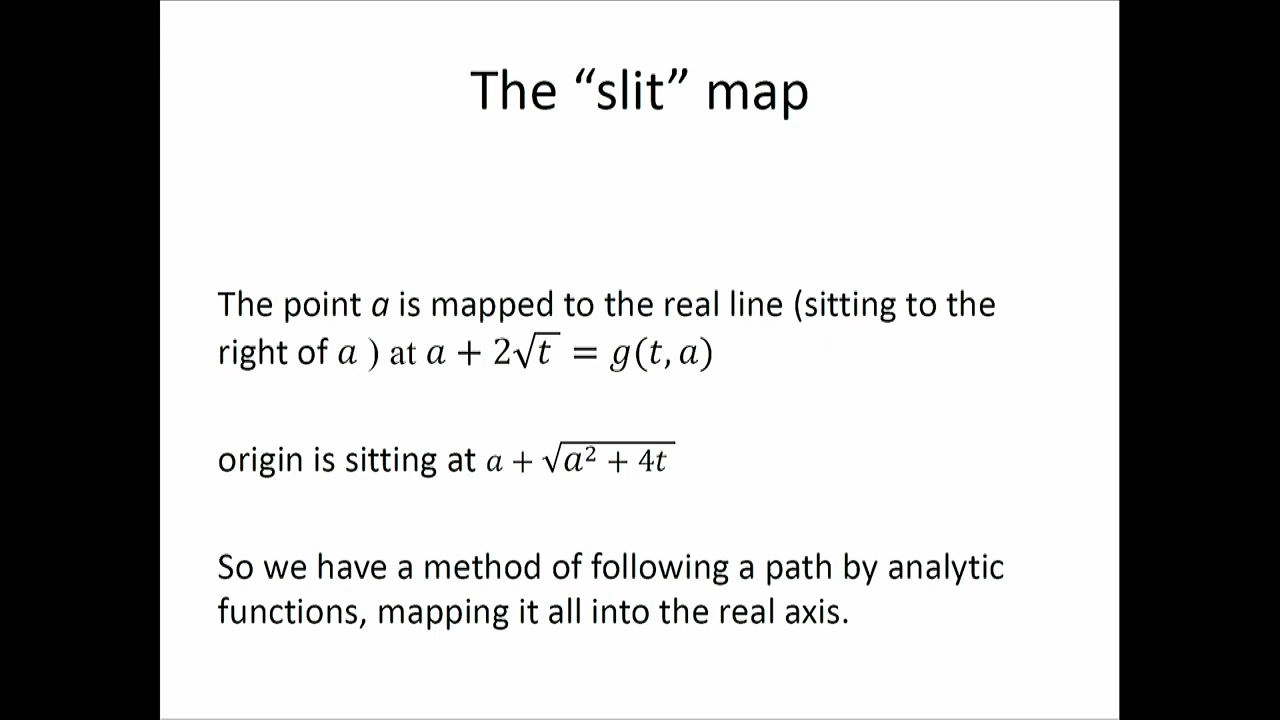 The “slit” map
The point a is mapped to the real line (sitting to the
right of a ) at a + 2√t = g(t, a)
origin is sitting at a + √a² + 4t
So we have a method of following a path by analytic
functions, mapping it all into the real axis.